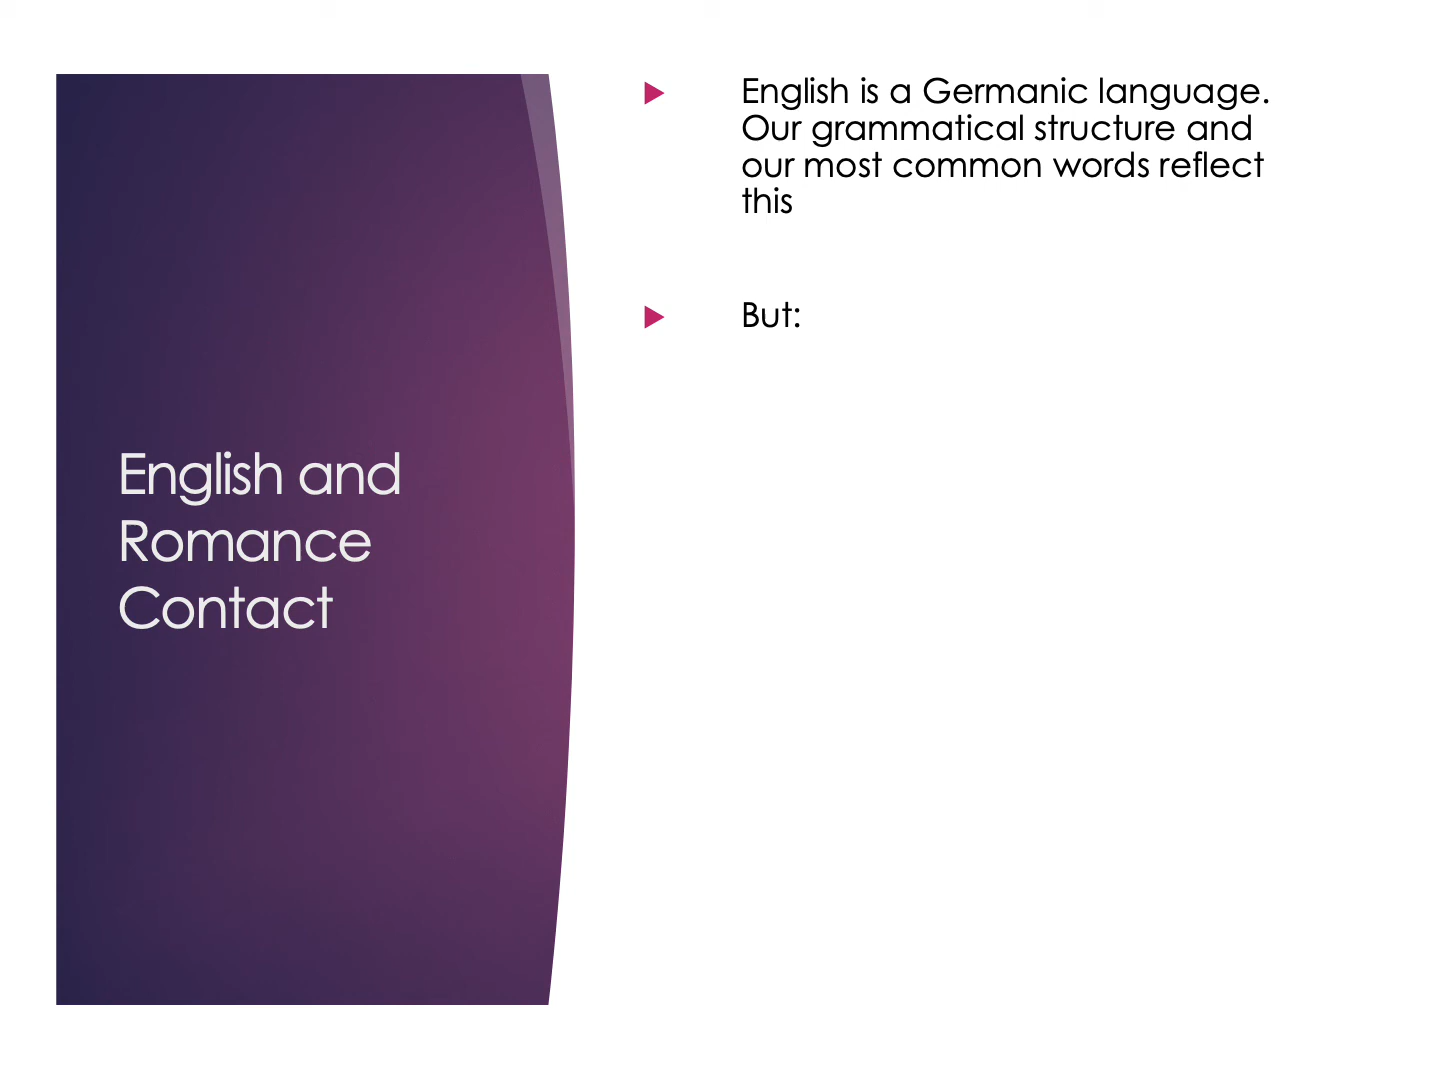 English and
Romance
Contact
English is a Germanic language.
Our grammatical structure and
our most common words reflect
this
But: